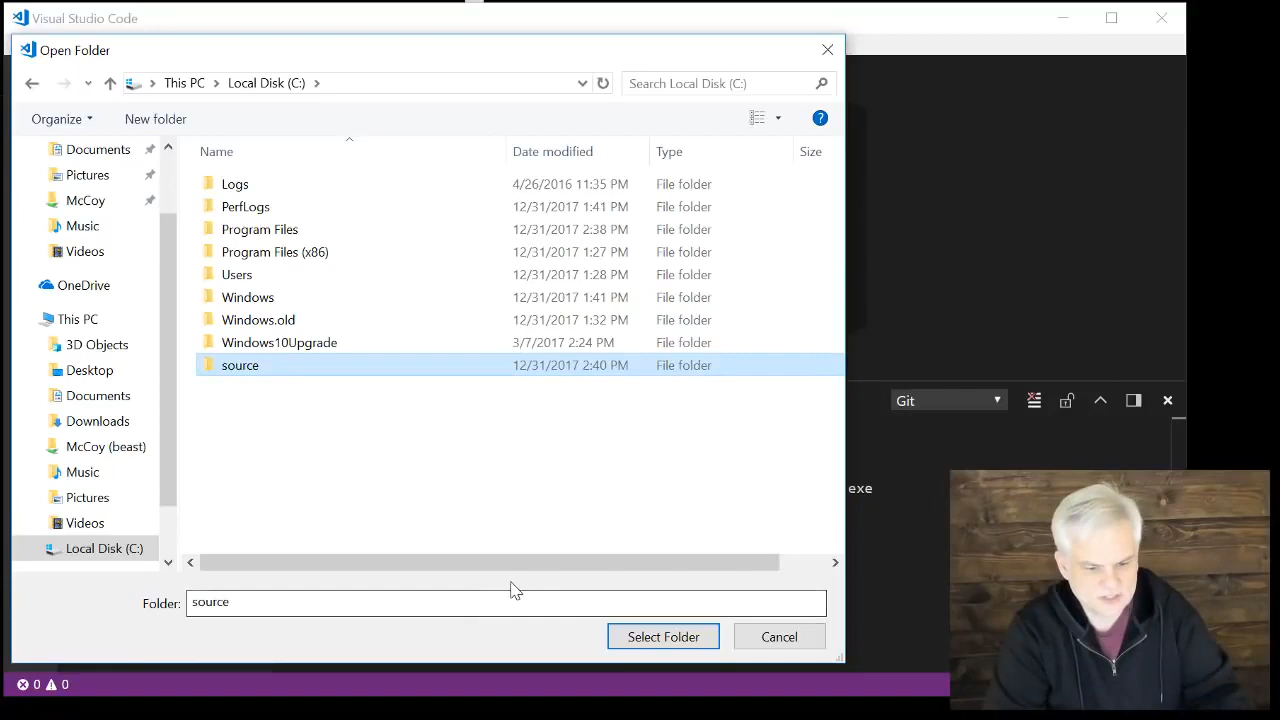 Visual Studio Code
Open Folder
This PC
Local Disk (C:)
Search Local Disk (C:)
Organize
New folder
?
Documents
Pictures
McCoy
Music
Videos
OneDrive
This PC
3D Objects
Desktop
Documents
Downloads
McCoy (beast)
Music
Pictures
Videos
Local Disk (C:)
Name Date modified Type Size
Logs 4/26/2016 11:35 PM File folder
PerfLogs 12/31/2017 1:41 PM File folder
Program Files 12/31/2017 2:38 PM File folder
Program Files (x86) 12/31/2017 1:27 PM File folder
Users 12/31/2017 1:28 PM File folder
Windows 12/31/2017 1:41 PM File folder
Windows.old 12/31/2017 1:32 PM File folder
Windows10Upgrade 3/7/2017 2:24 PM File folder
source 12/31/2017 2:40 PM File folder
Folder: source
Select Folder Cancel
Git
exe
0 0